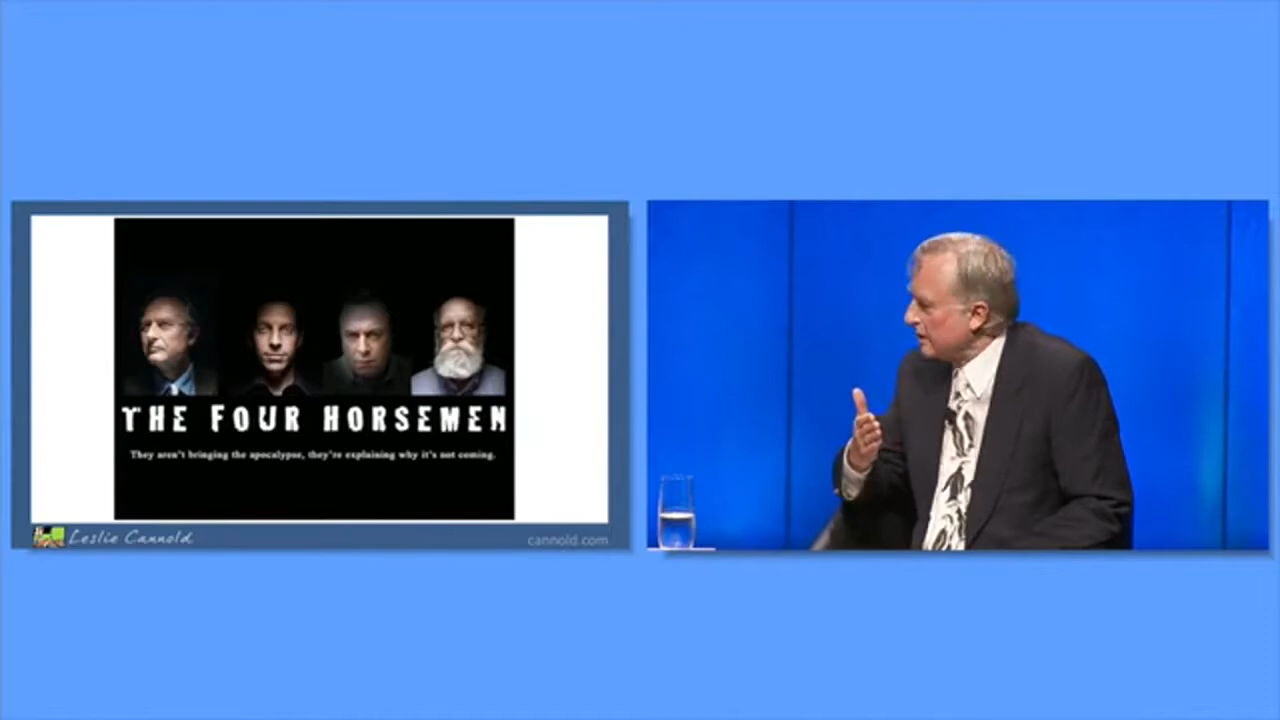 THE FOUR HORSEMEN
They aren't bringing the apocalypse, they're explaining why it's not coming.
Leslie Cannold
cannold.com